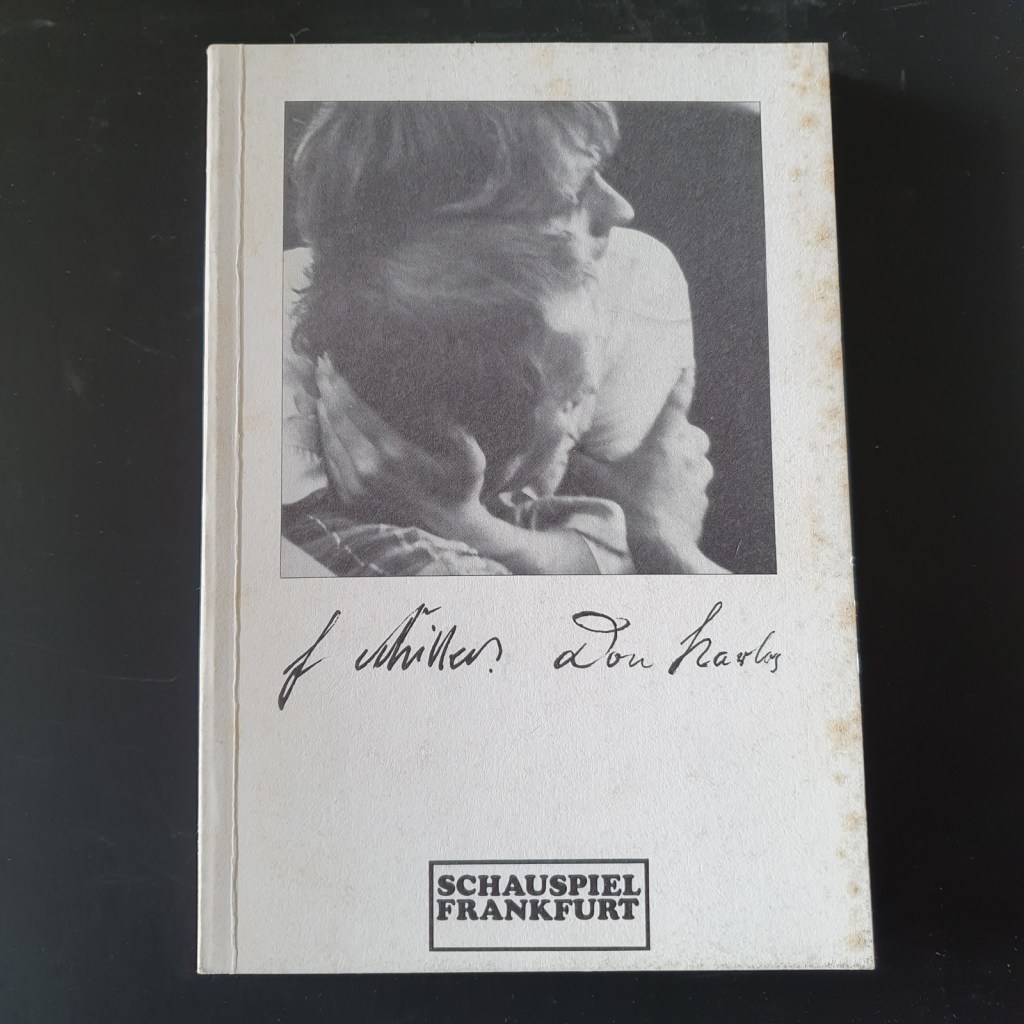 f Schiller. Don Karlos
SCHAUSPIEL
FRANKFURT